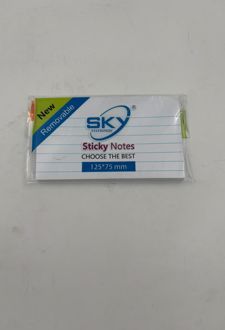 New
Removable
SKY
®
Sticky Notes
CHOOSE THE BEST
125*75 mm